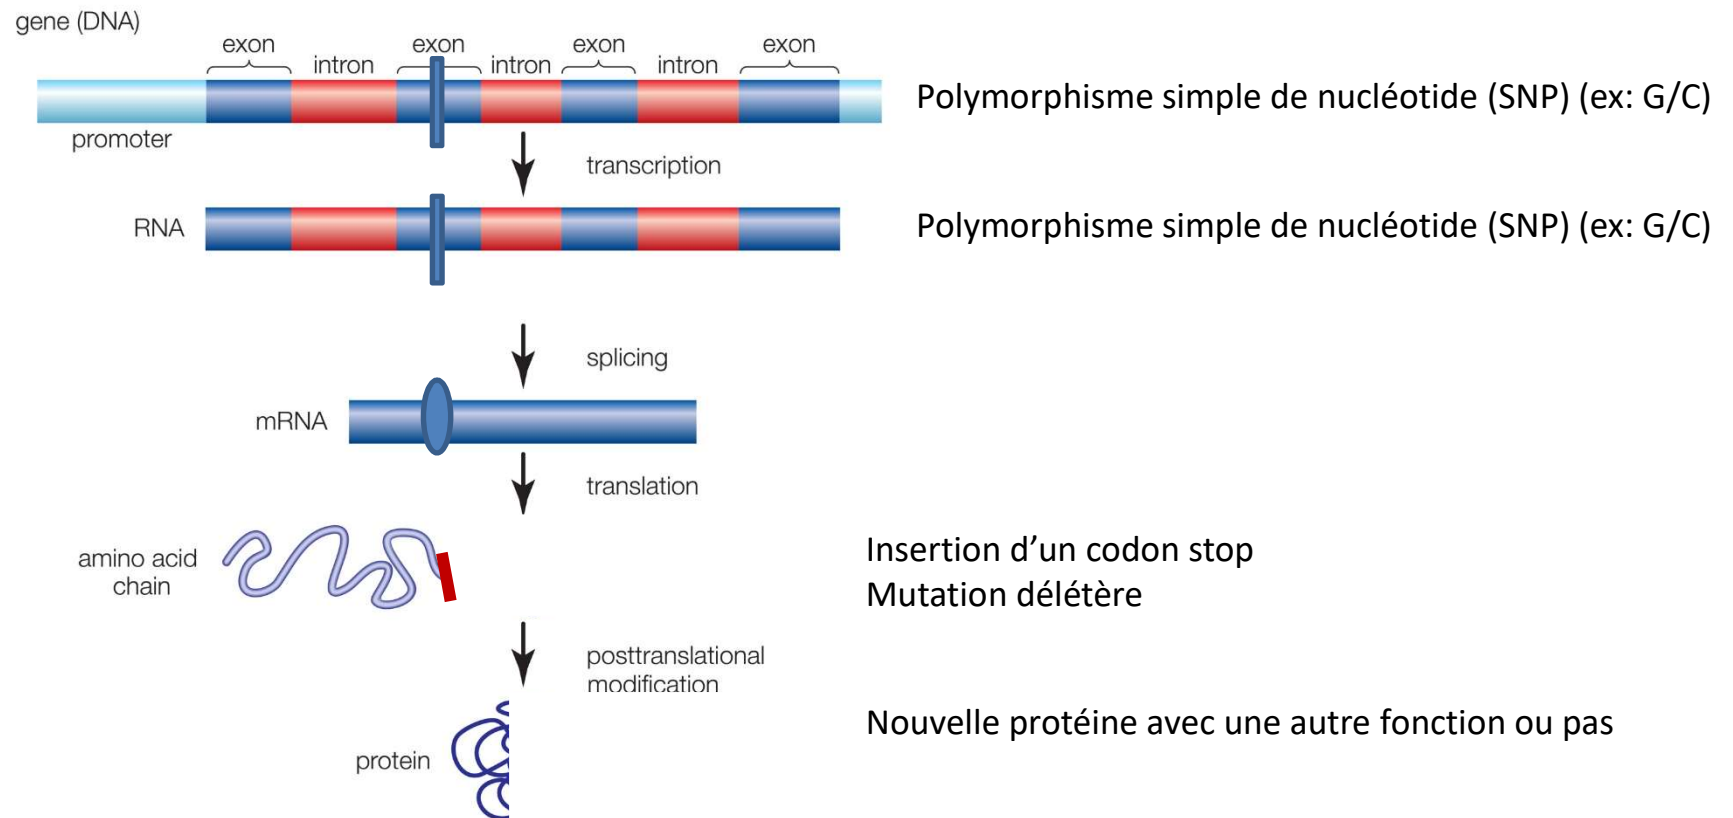 gene (DNA)
exon
intron
exon
intron
exon
intron
exon
promoter
Polymorphisme simple de nucléotide (SNP) (ex: G/C)
transcription
RNA
Polymorphisme simple de nucléotide (SNP) (ex: G/C)
splicing
mRNA
translation
amino acid
chain
Insertion d’un codon stop
Mutation délétère
posttranslational
modification
Nouvelle protéine avec une autre fonction ou pas
protein